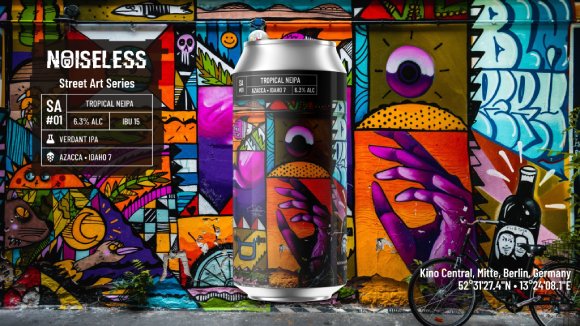 NOISELESS
Street Art Series
SA
#01
TROPICAL NEIPA
6.3% ALC
IBU 15
VERDANT IPA
AZACCA • IDAHO 7
SA
#01
TROPICAL NEIPA
AZACCA • IDAHO 7
6.2% ALC
Kino Central, Mitte, Berlin, Germany
52°31'27.4"N • 13°24'08.1"E